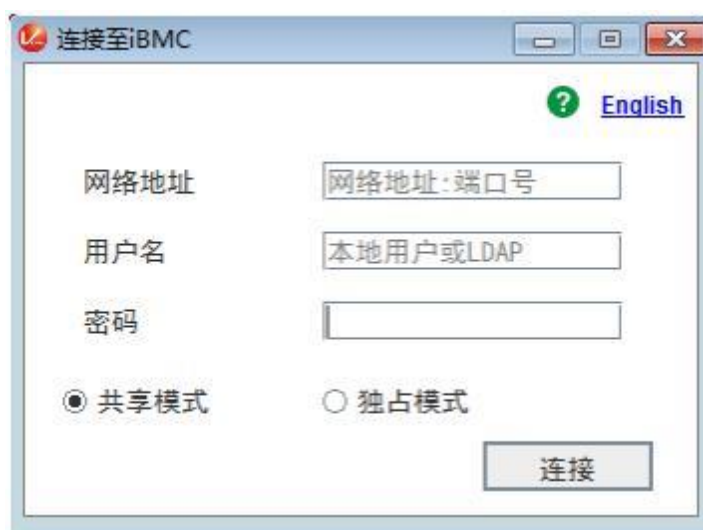 连接至iBMC
English
网络地址 网络地址:端口号
用户名 本地用户或LDAP
密码
共享模式 独占模式
连接